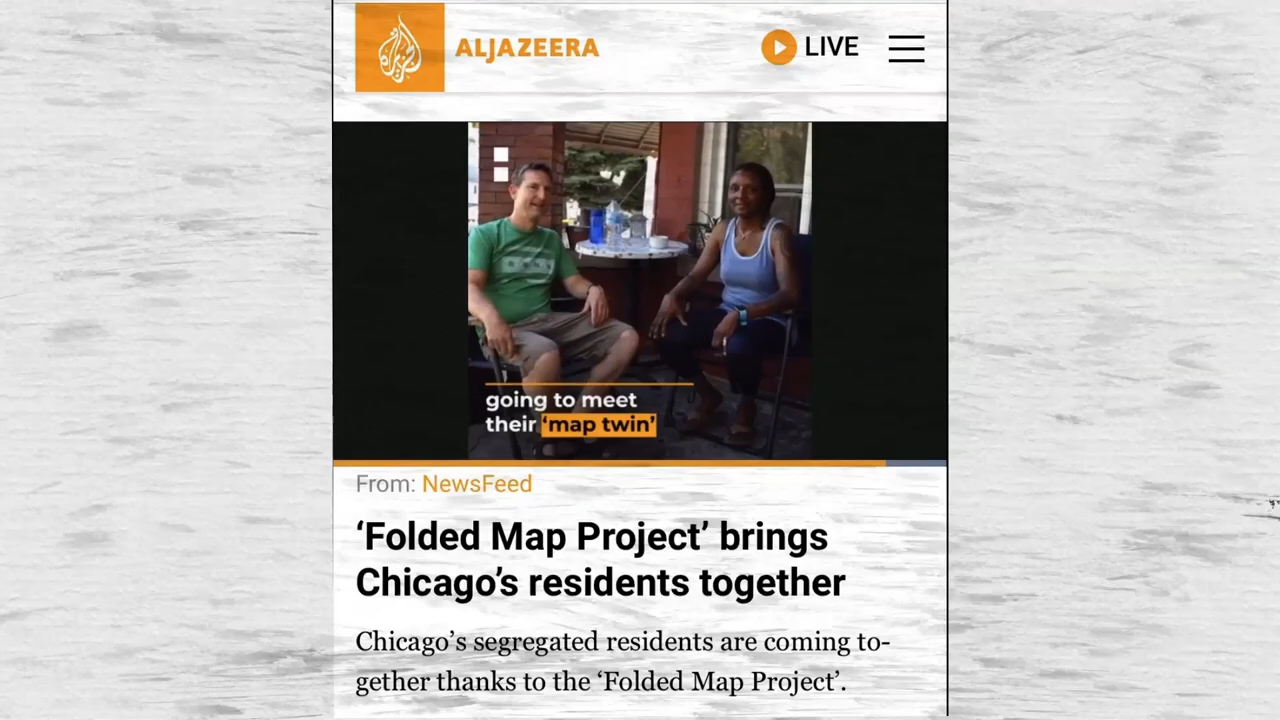 ALJAZEERA
LIVE
going to meet
their ‘map twin’
From: NewsFeed
‘Folded Map Project’ brings
Chicago’s residents together
Chicago’s segregated residents are coming to-
gether thanks to the ‘Folded Map Project’.